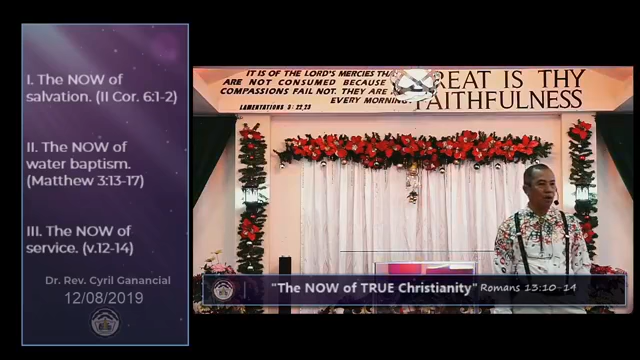 I. The NOW of
salvation. (II Cor. 6:1-2)
II. The NOW of
water baptism.
(Matthew 3:13-17)
III. The NOW of
service. (v.12-14)
Dr. Rev. Cyril Ganancial
12/08/2019
IT IS OF THE LORD'S MERCIES THA
ARE NOT CONSUMED BECAUSE
COMPASSIONS FAIL NOT. THEY ARE
EVERY MORNING.
LAMENTATIONS 3: 22,23
REAT IS THY
FAITHFULNESS
"The NOW of TRUE Christianity" Romans 13:10-14